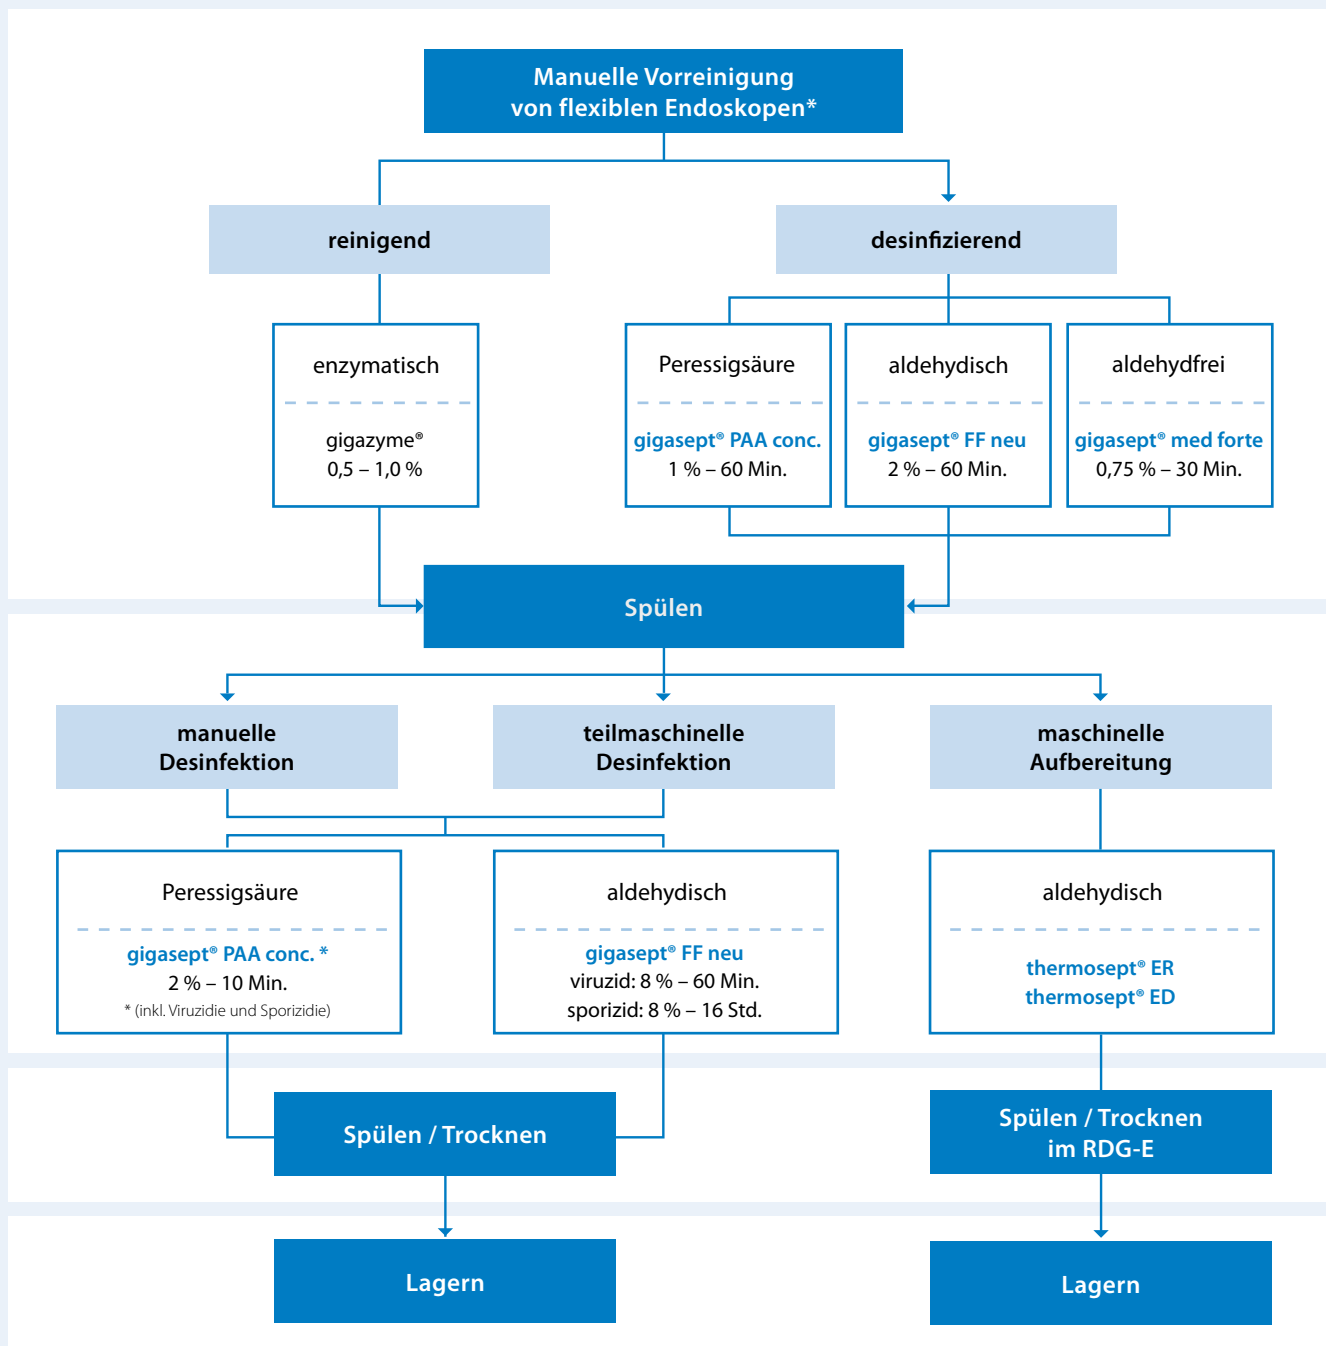 Manuelle Vorreinigung
von flexiblen Endoskopen*
reinigend
desinfizierend
enzymatisch
gigazyme®
0,5 – 1,0 %
Peressigsäure
gigasept® PAA conc.
1 % – 60 Min.
aldehydisch
gigasept® FF neu
2 % – 60 Min.
aldehydfrei
gigasept® med forte
0,75 % – 30 Min.
Spülen
manuelle
Desinfektion
teilmaschinelle
Desinfektion
maschinelle
Aufbereitung
Peressigsäure
gigasept® PAA conc. *
2 % – 10 Min.
* (inkl. Viruzidie und Sporizidie)
aldehydisch
gigasept® FF neu
viruzid: 8 % – 60 Min.
sporizid: 8 % – 16 Std.
aldehydisch
thermosept® ER
thermosept® ED
Spülen / Trocknen
Spülen / Trocknen
im RDG-E
Lagern
Lagern